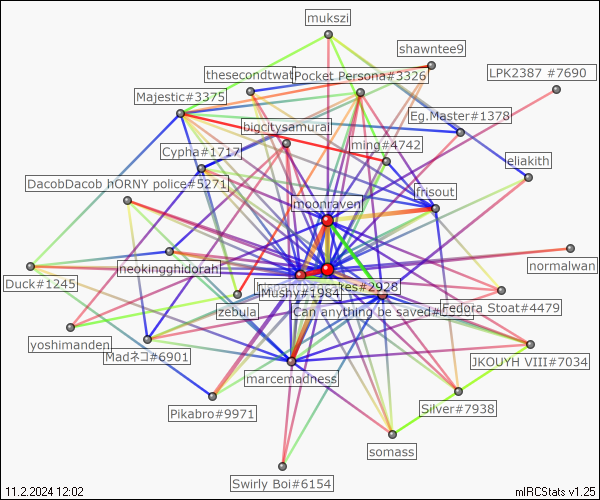 mukszi
shawntee9
thesecondtwat
Pocket Persona#3326
LPK2387 #7690
Majestic#3375
Eg.Master#1378
bigcitysamurai
ming#4742
Cypha#1717
eliakith
DacobDacob hORNY police#5271
frisout
moonraven
neokingghidorah
normalwan
Duck#1245
Mushy#1984
kes#2928
zebula
Can anything be saved#
Fedora Stoat#4479
yoshimanden
Madネコ#6901
JKOUYH VIII#7034
marcemadness
Pikabro#9971
Silver#7938
somass
Swirly Boi#6154
11.2.2024 12:02
mIRCStats v1.25